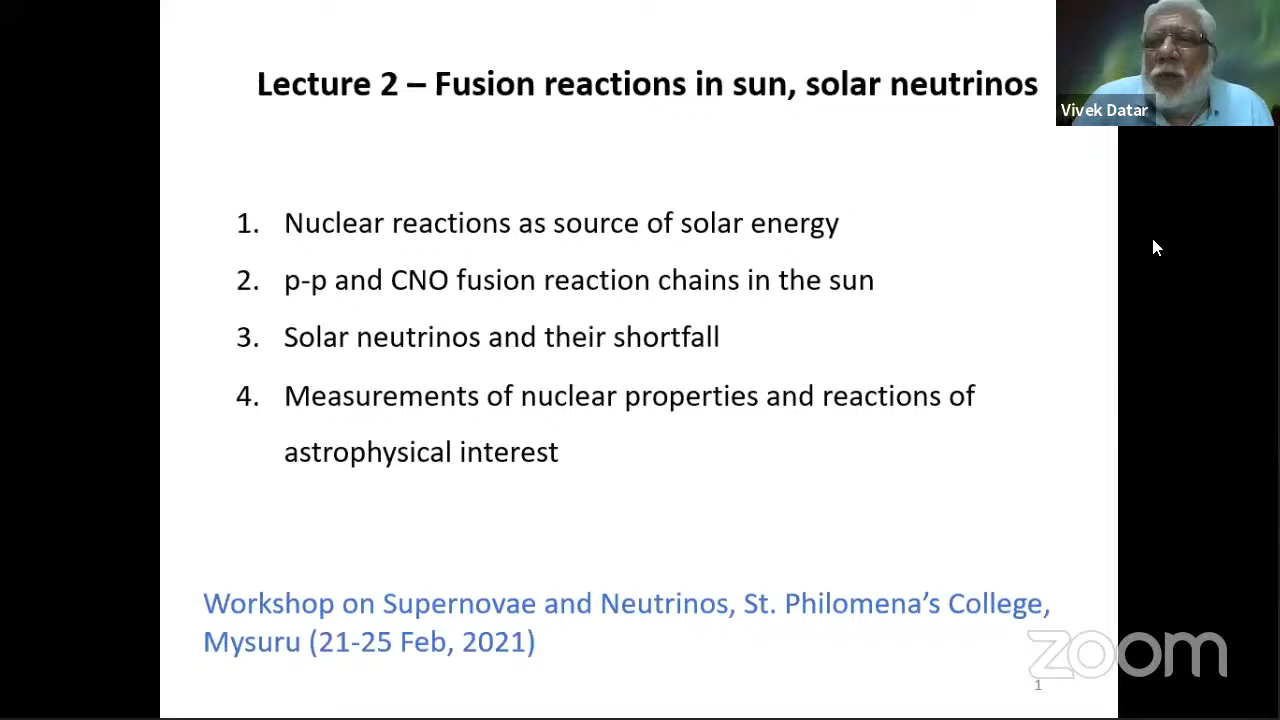 Lecture 2 – Fusion reactions in sun, solar neutrinos
Vivek Datar
1. Nuclear reactions as source of solar energy
2. p-p and CNO fusion reaction chains in the sun
3. Solar neutrinos and their shortfall
4. Measurements of nuclear properties and reactions of
astrophysical interest
Workshop on Supernovae and Neutrinos, St. Philomena’s College,
Mysuru (21-25 Feb, 2021)
zoom
1